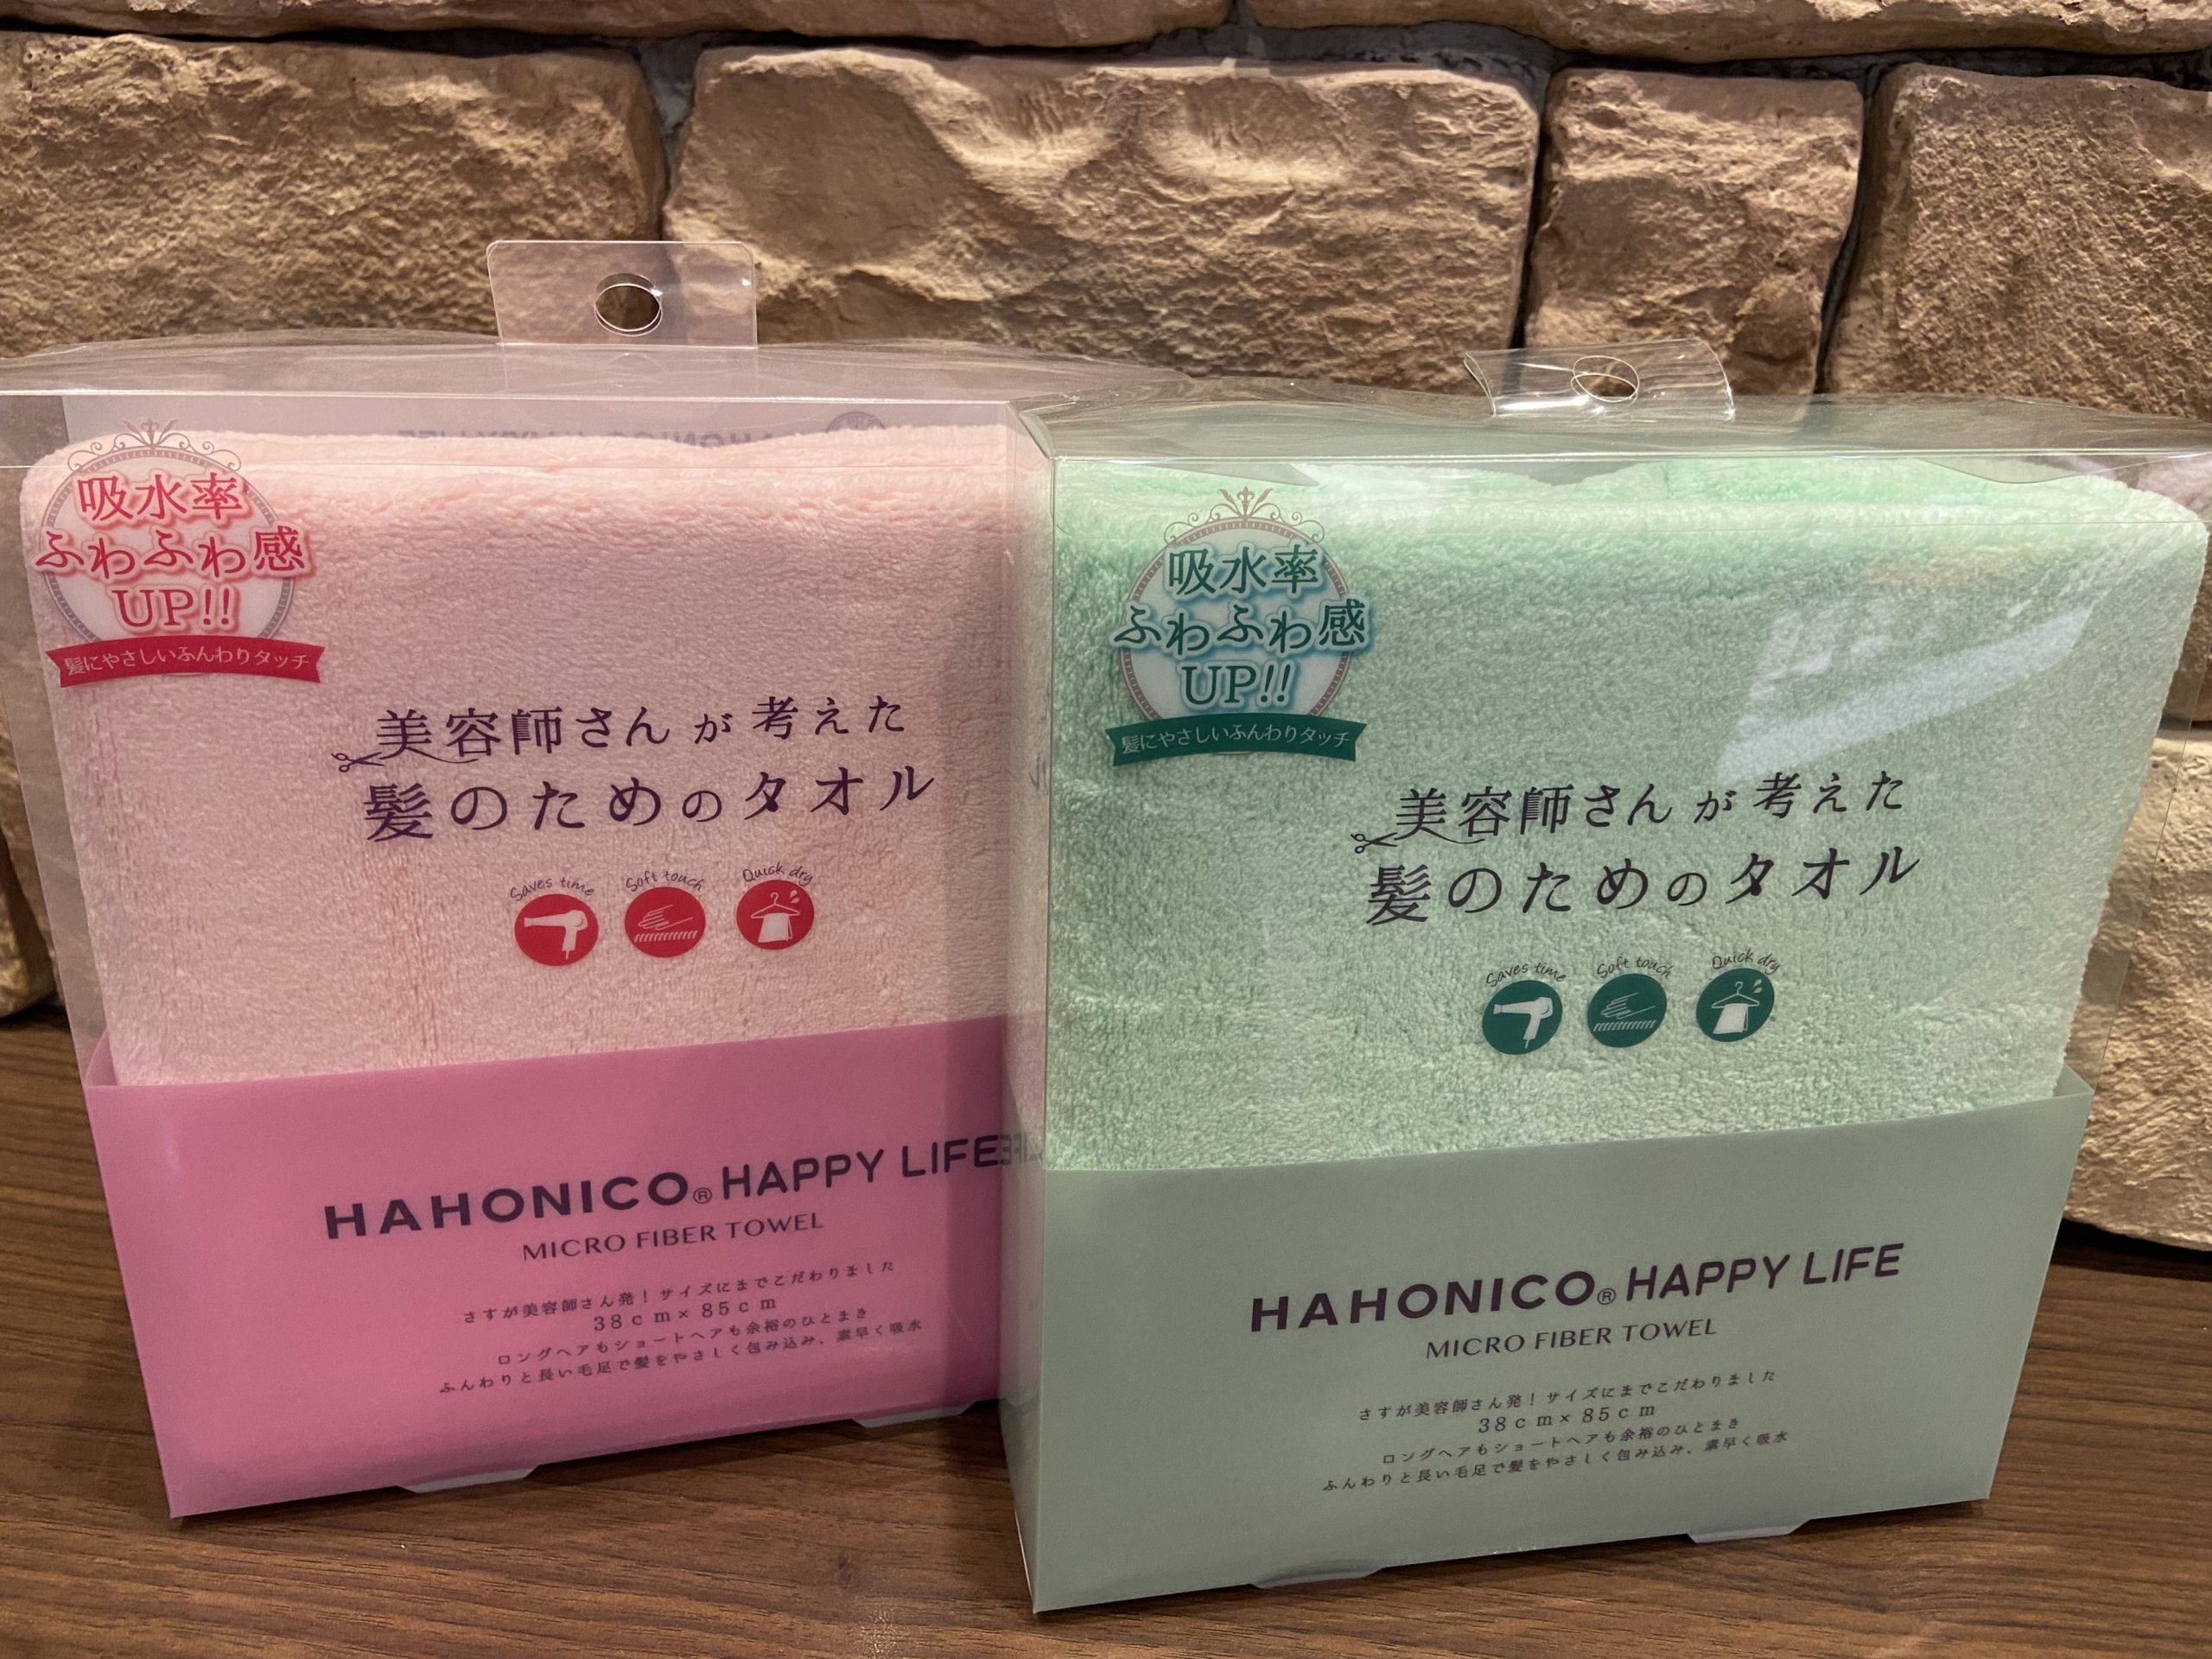 吸水率
ふわふわ感
UP!!
髪にやさしいふんわりタッチ
美容師さんが考えた
髪のためのタオル
Saves time
Soft touch
Quick dry
HAHONICO® HAPPY LIFE
MICRO FIBER TOWEL
さすが美容師さん発！サイズにまでこだわりました
38cm×85cm
ロングヘアもショートヘアも余裕のひとまき
ふんわりと長い毛足で髪をやさしく包み込み、素早く吸水
吸水率
ふわふわ感
UP!!
髪にやさしいふんわりタッチ
美容師さんが考えた
髪のためのタオル
Saves time
Soft touch
Quick dry
HAHONICO® HAPPY LIFE
MICRO FIBER TOWEL
さすが美容師さん発！サイズにまでこだわりました
38cm×85cm
ロングヘアもショートヘアも余裕のひとまき
ふんわりと長い毛足で髪をやさしく包み込み、素早く吸水